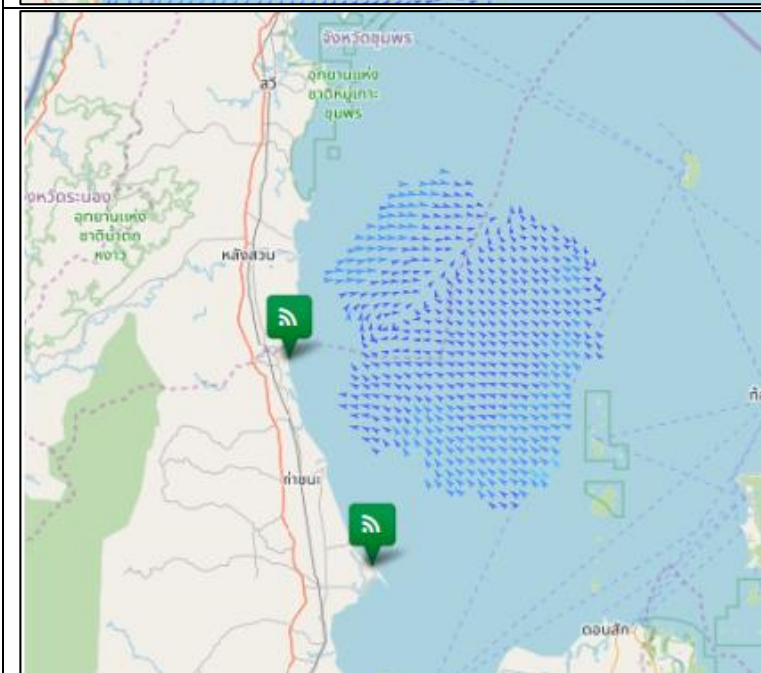 จังหวัดชุมพร
สวี
อุทยานแห่ง
ชาติหมู่เกาะ
ชุมพร
งหวัดระนอง
อุทยานแห่ง
ชาติน้ำตก
หงาว
หลังสวน
ท่าชนะ
ดอนสัก